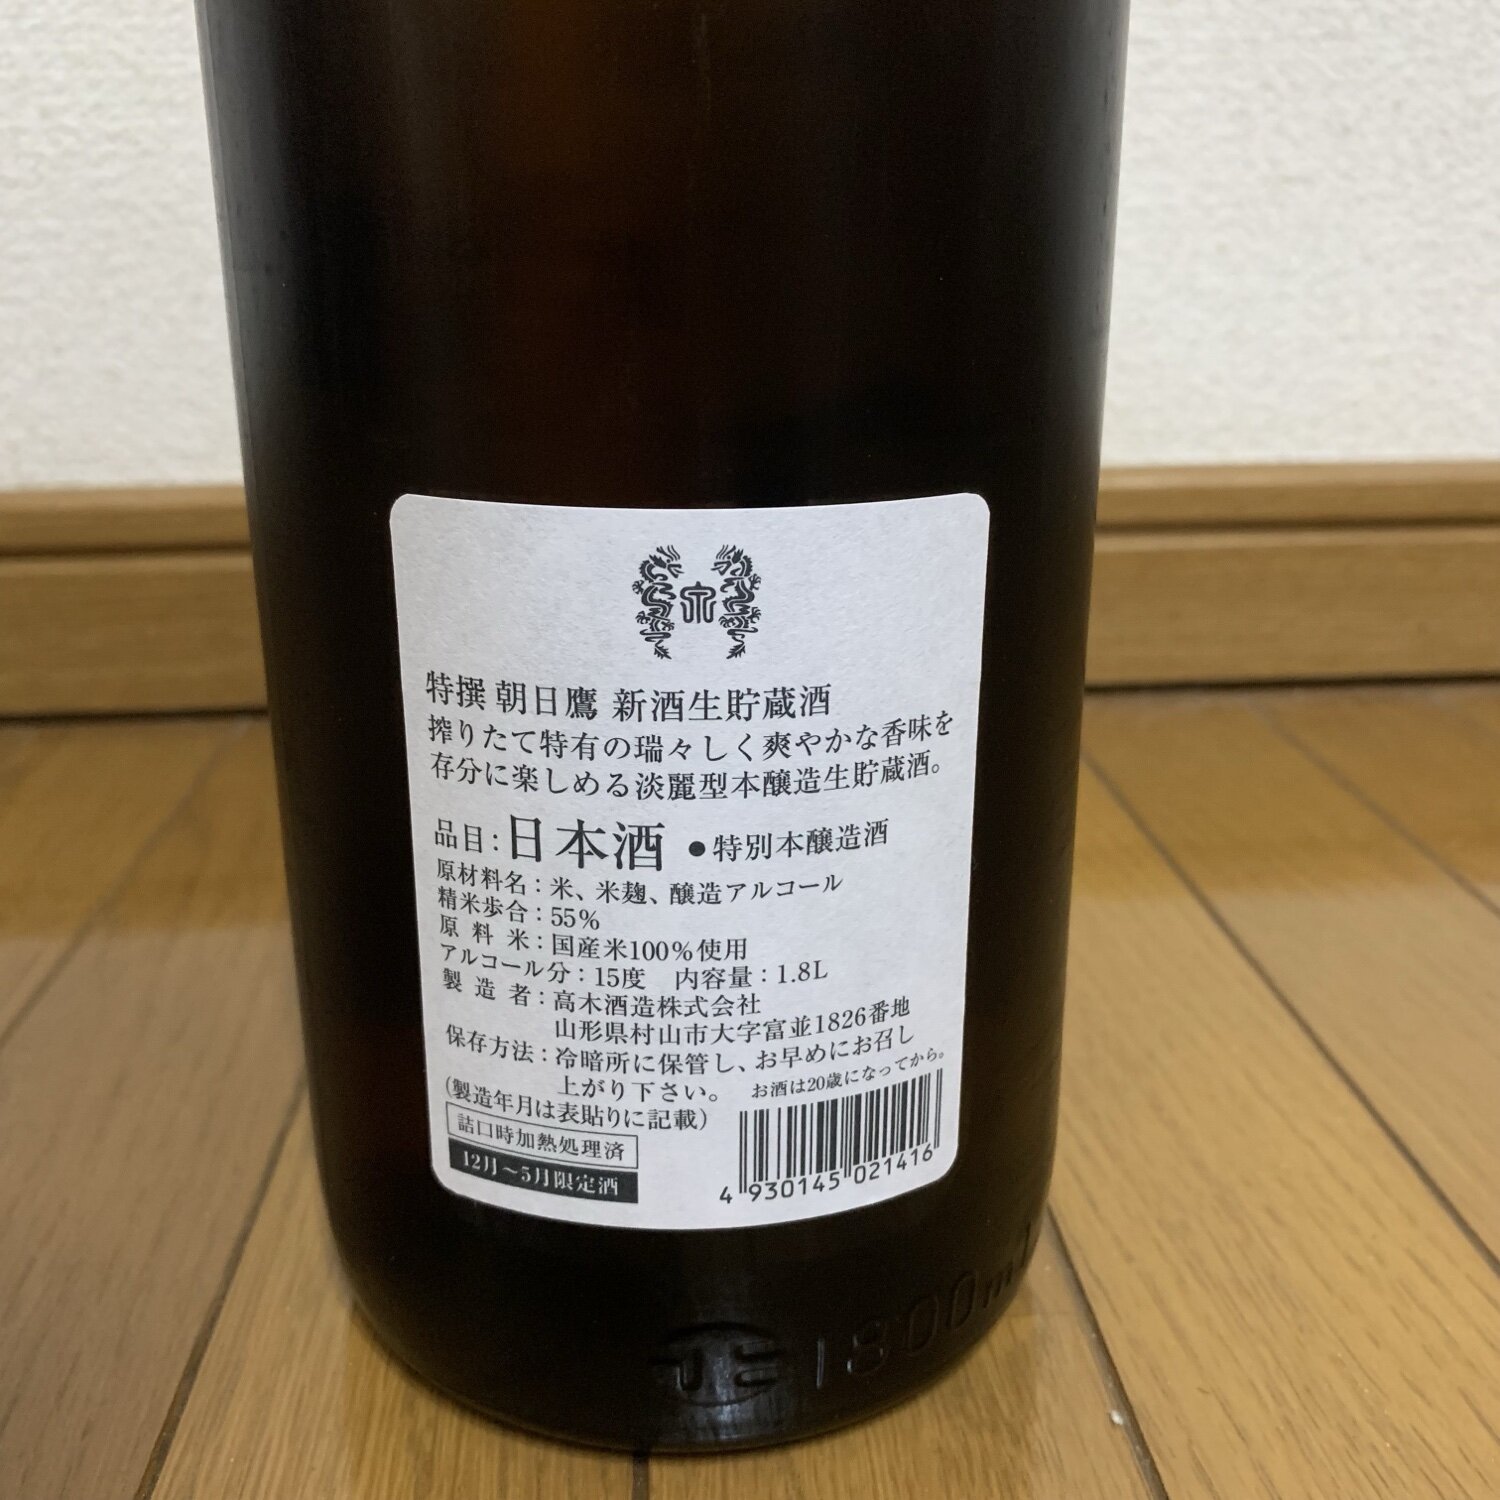 特撰 朝日鷹 新酒生貯蔵酒
搾りたて特有の瑞々しく爽やかな香味を
存分に楽しめる淡麗型本醸造生貯蔵酒。
品目:日本酒 ●特別本醸造酒
原材料名:米、米麹、醸造アルコール
精米歩合:55%
原料米:国産米100%使用
アルコール分:15度 内容量:1.8L
製造者:高木酒造株式会社
山形県村山市大字富並1826番地
保存方法:冷暗所に保管し、お早めにお召し
上がり下さい。 お酒は20歳になってから。
(製造年月は表貼りに記載)
詰口時加熱処理済
12月〜5月限定酒
4 930145 021416
正 1800ml